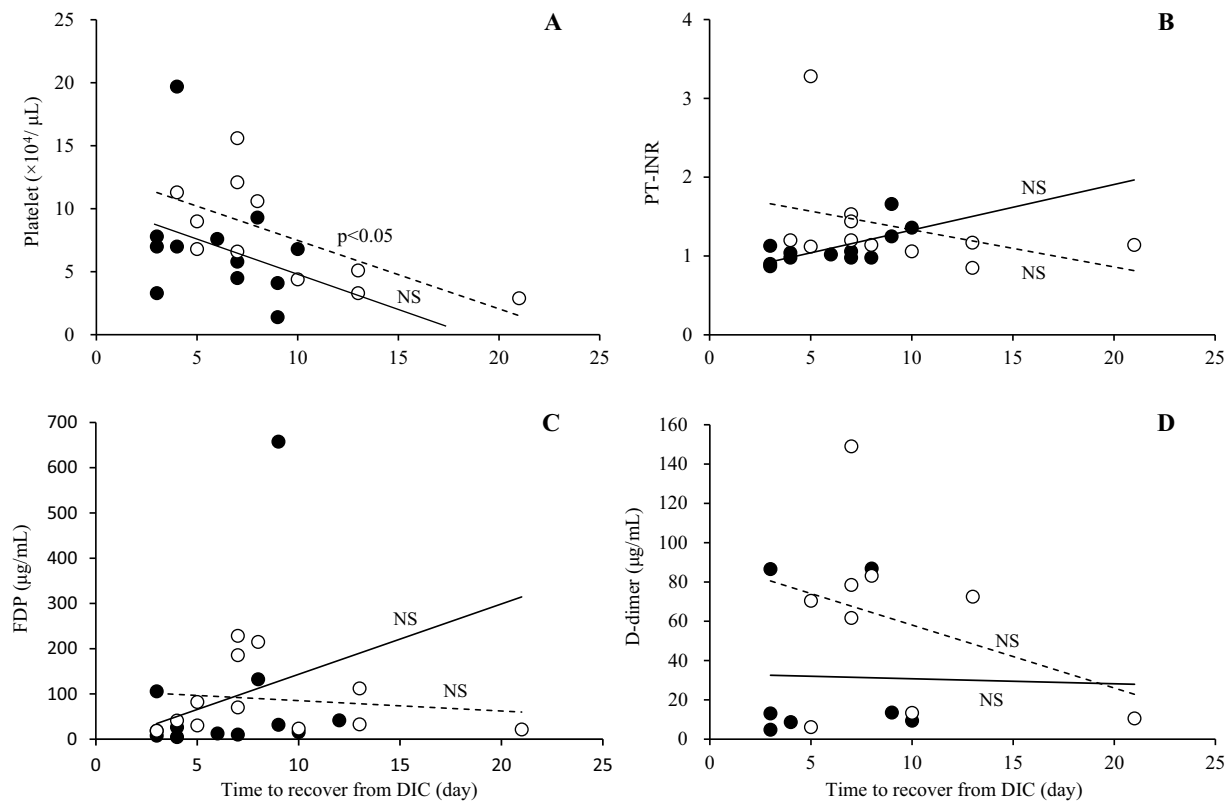 A
Platelet (×10⁴/ μL)
25
20
15
10
5
0
p<0.05
NS
0 5 10 15 20 25
B
PT-INR
4
3
2
1
0
NS
NS
0 5 10 15 20 25
C
FDP (μg/mL)
700
600
500
400
300
200
100
0
NS
NS
0 5 10 15 20 25
Time to recover from DIC (day)
D
D-dimer (μg/mL)
160
140
120
100
80
60
40
20
0
NS
NS
0 5 10 15 20 25
Time to recover from DIC (day)